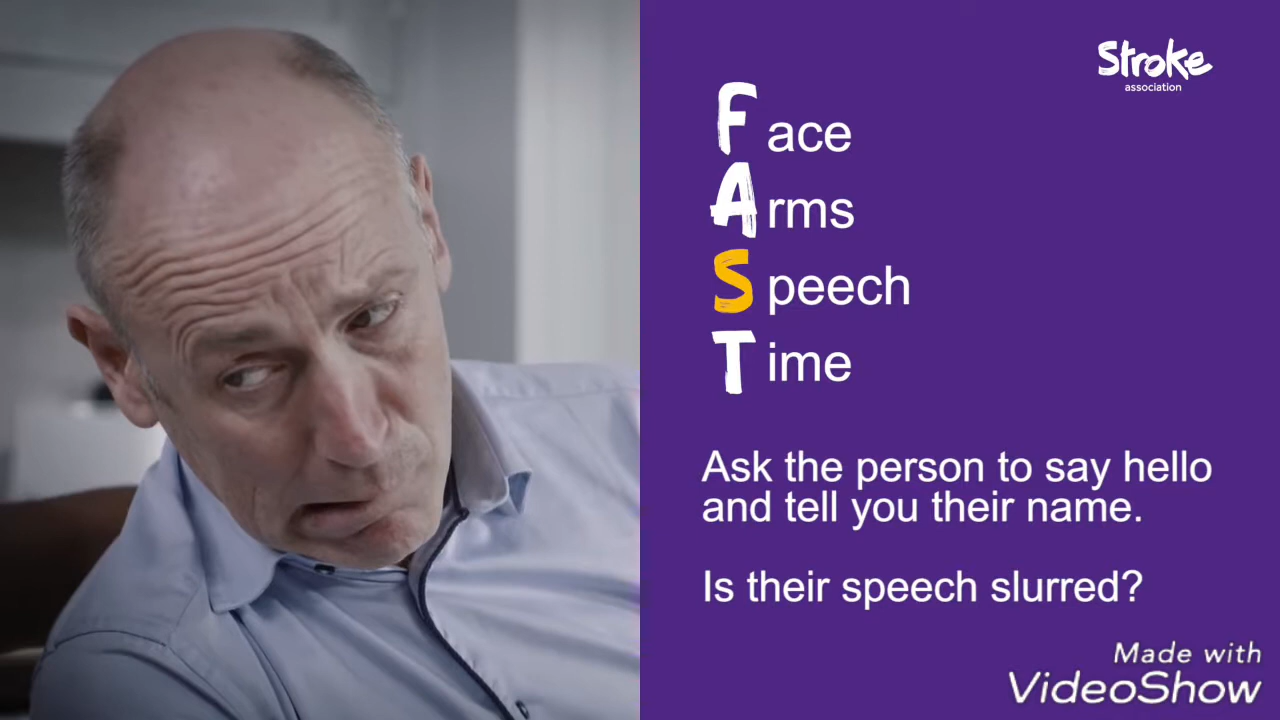 Stroke
association
Face
Arms
Speech
Time
Ask the person to say hello
and tell you their name.
Is their speech slurred?
Made with
VideoShow